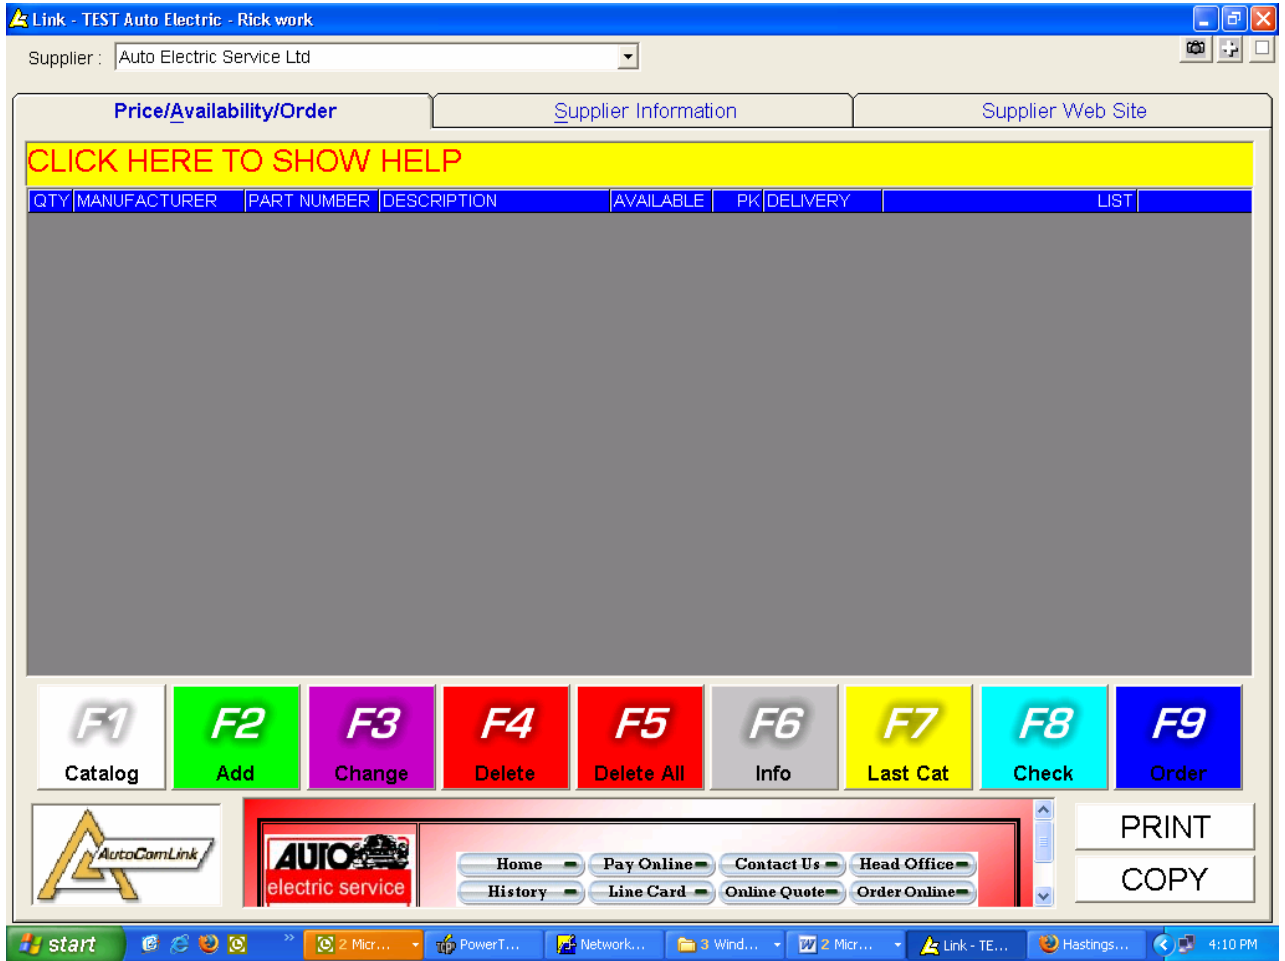 Link - TEST Auto Electric - Rick work
Supplier : Auto Electric Service Ltd
Price/Availability/Order Supplier Information Supplier Web Site
CLICK HERE TO SHOW HELP
QTY MANUFACTURER PART NUMBER DESCRIPTION AVAILABLE PK DELIVERY LIST
F1 F2 F3 F4 F5 F6 F7 F8 F9
Catalog Add Change Delete Delete All Info Last Cat Check Order
AutoComLink
AUTO
electric service
Home Pay Online Contact Us Head Office
History Line Card Online Quote Order Online
PRINT
COPY
start » 2 Micr... PowerT... Network... 3 Wind... 2 Micr... Link - TE... Hastings... 4:10 PM